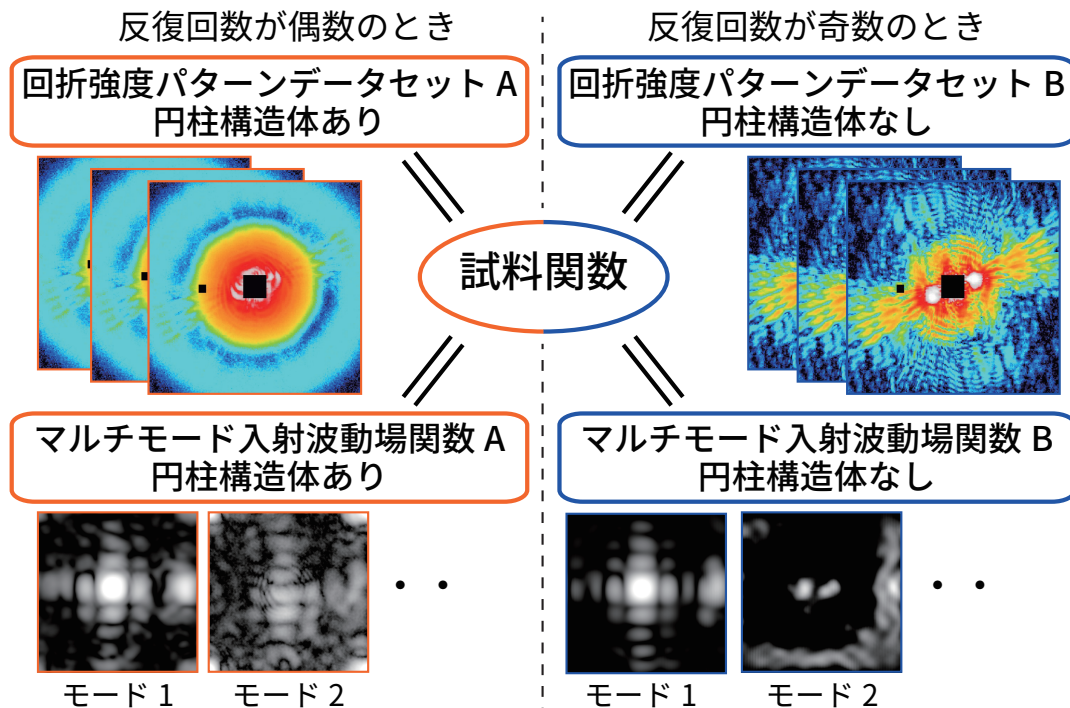 反復回数が偶数のとき
反復回数が奇数のとき
回折強度パターンデータセット A
円柱構造体あり
回折強度パターンデータセット B
円柱構造体なし
試料関数
マルチモード入射波動場関数 A
円柱構造体あり
マルチモード入射波動場関数 B
円柱構造体なし
・・
・・
モード 1
モード 2
モード 1
モード 2